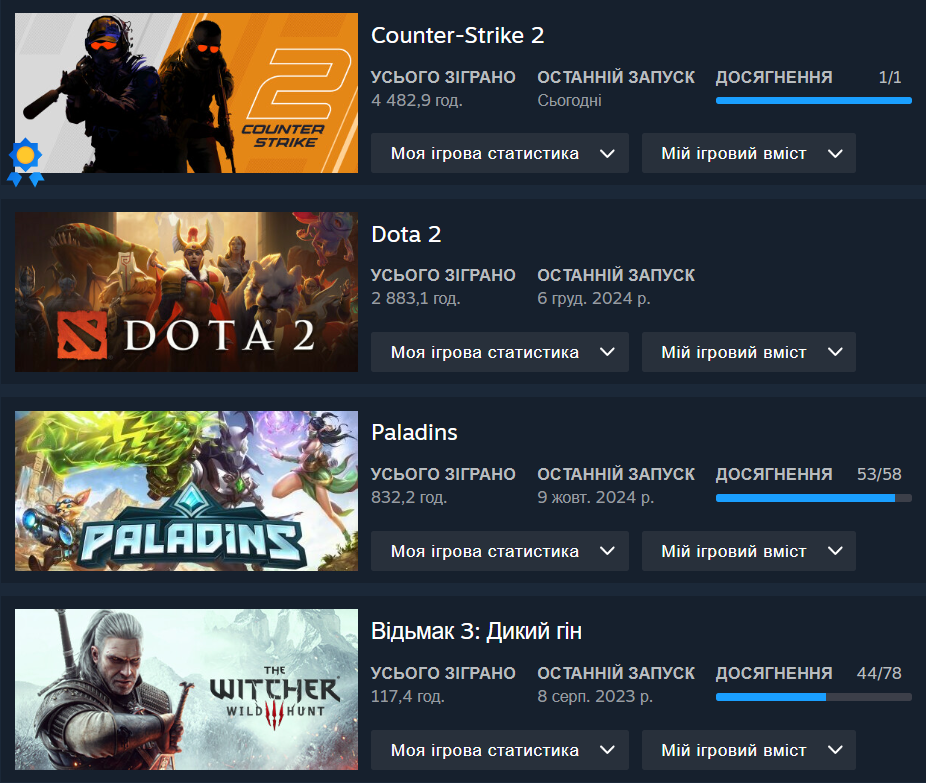 Counter-Strike 2
УСЬОГО ЗІГРАНО ОСТАННІЙ ЗАПУСК ДОСЯГНЕННЯ 1/1
4 482,9 год. Сьогодні
2
COUNTER
STRIKE
Моя ігрова статистика Мій ігровий вміст
Dota 2
УСЬОГО ЗІГРАНО ОСТАННІЙ ЗАПУСК
2 883,1 год. 6 груд. 2024 р.
DOTA 2
Моя ігрова статистика Мій ігровий вміст
Paladins
УСЬОГО ЗІГРАНО ОСТАННІЙ ЗАПУСК ДОСЯГНЕННЯ 53/58
832,2 год. 9 жовт. 2024 р.
PALADINS
Моя ігрова статистика Мій ігровий вміст
Відьмак 3: Дикий гін
УСЬОГО ЗІГРАНО ОСТАННІЙ ЗАПУСК ДОСЯГНЕННЯ 44/78
117,4 год. 8 серп. 2023 р.
THE
WITCHER
WILD HUNT
Моя ігрова статистика Мій ігровий вміст